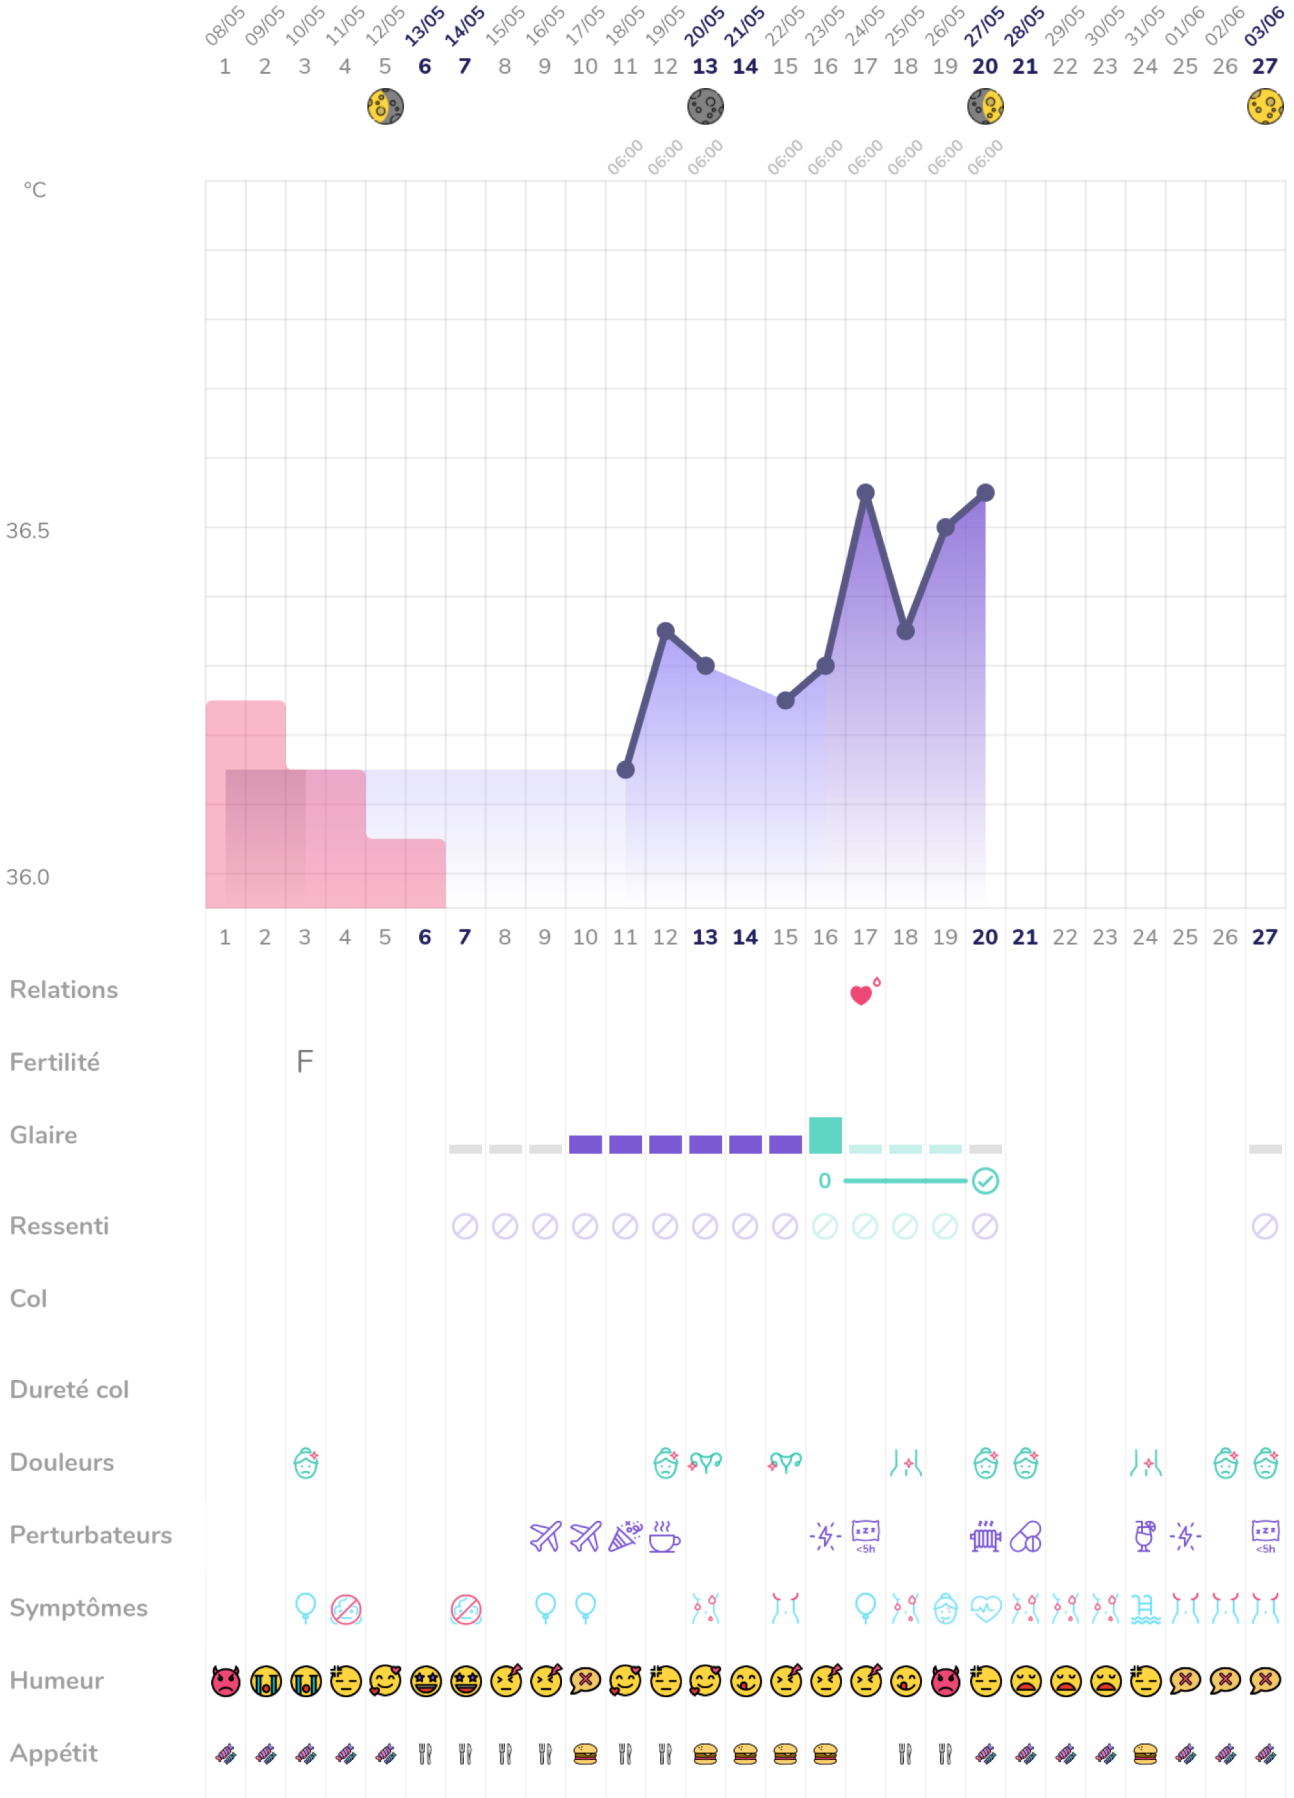 08/05 09/05 10/05 11/05 12/05 13/05 14/05 15/05 16/05 17/05 18/05 19/05 20/05 21/05 22/05 23/05 24/05 25/05 26/05 27/05 28/05 29/05 30/05 31/05 01/06 02/06 03/06
1 2 3 4 5 6 7 8 9 10 11 12 13 14 15 16 17 18 19 20 21 22 23 24 25 26 27
06:00 06:00 06:00 06:00 06:00 06:00 06:00 06:00 06:00
°C
36.5
36.0
1 2 3 4 5 6 7 8 9 10 11 12 13 14 15 16 17 18 19 20 21 22 23 24 25 26 27
Relations
Fertilité F
Glaire
0
Ressenti
Col
Dureté col
Douleurs
Perturbateurs
zZz zZz
<5h <5h
Symptômes
Humeur
Appétit